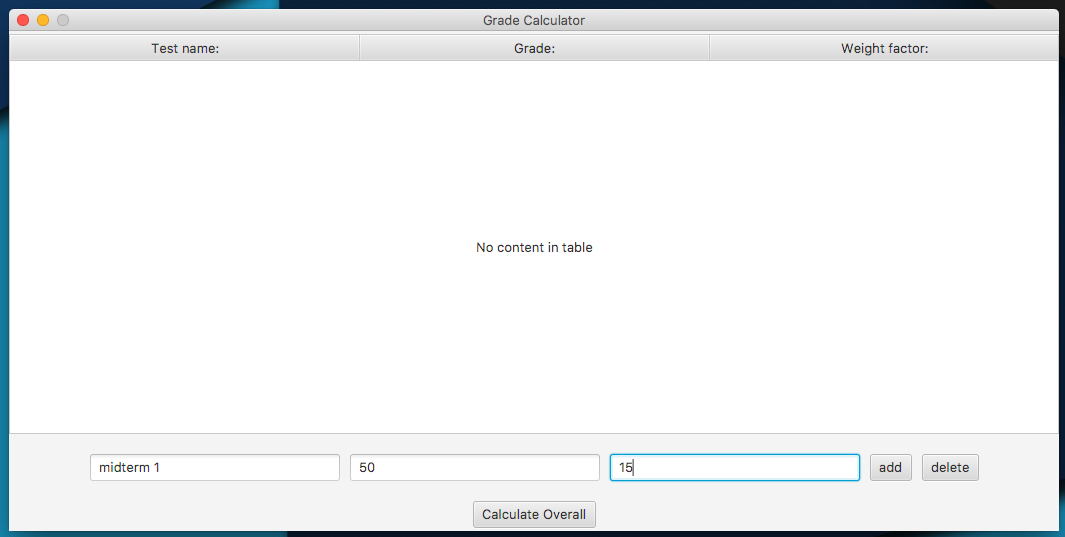 Grade Calculator
Test name: Grade: Weight factor:
No content in table
midterm 1 50 15 add delete
Calculate Overall